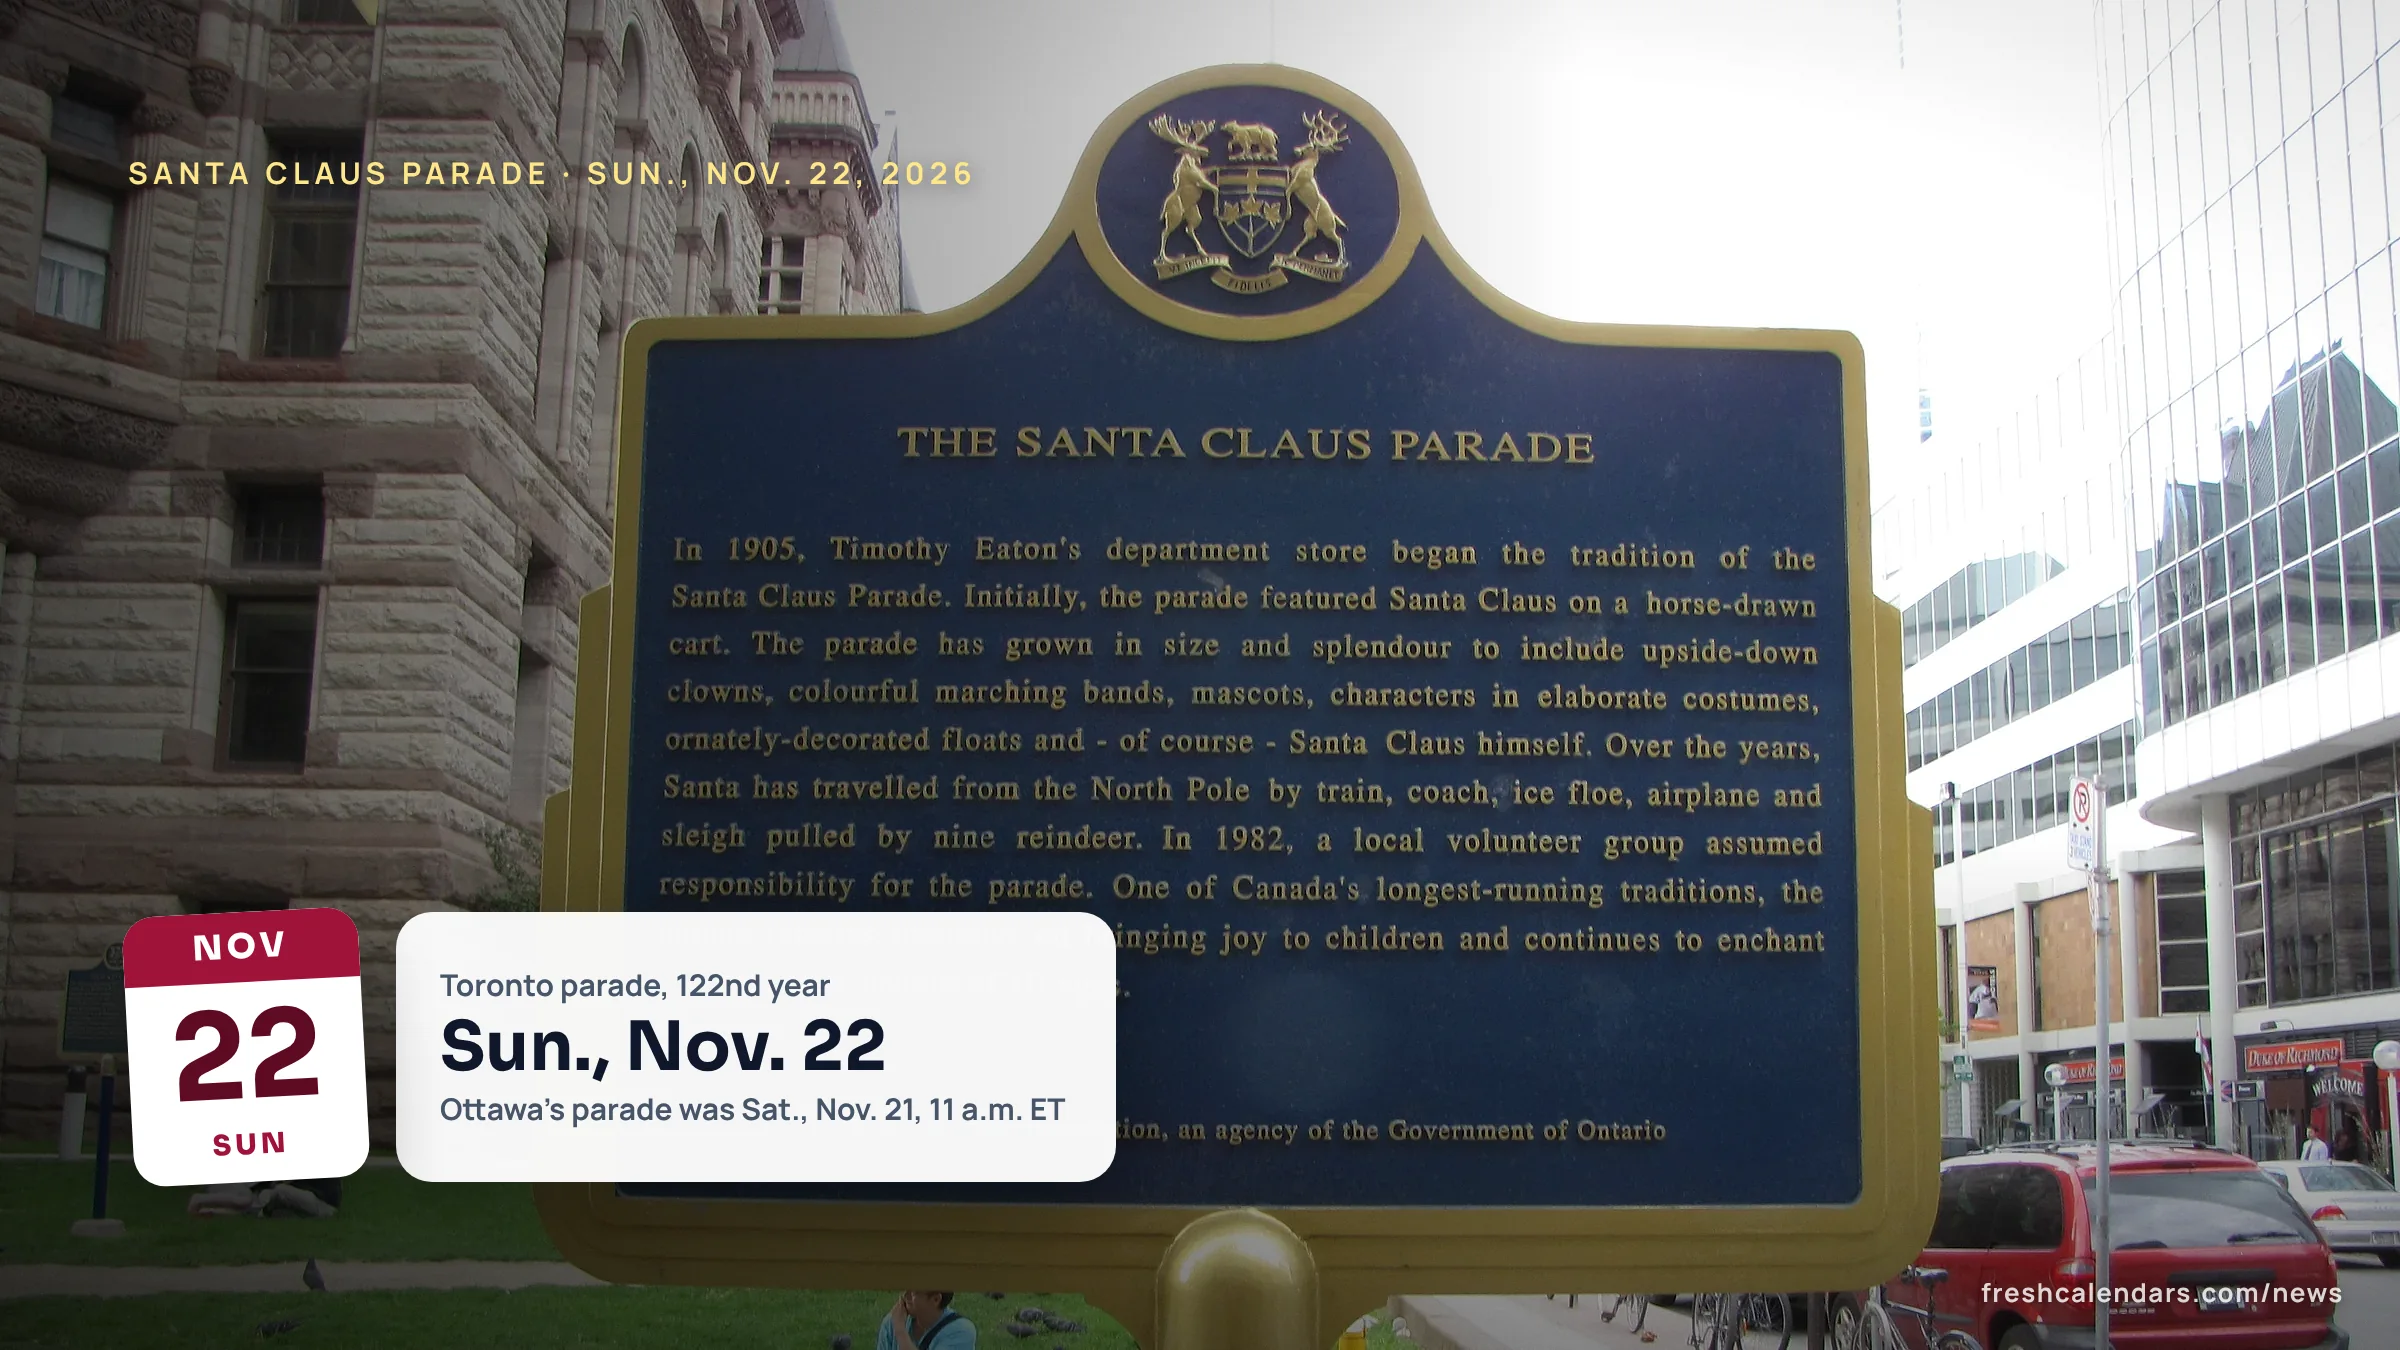 SANTA CLAUS PARADE · SUN., NOV. 22, 2026
FIDELIS
THE SANTA CLAUS PARADE
In 1905, Timothy Eaton's department store began the tradition of the
Santa Claus Parade. Initially, the parade featured Santa Claus on a horse-drawn
cart. The parade has grown in size and splendour to include upside-down
clowns, colourful marching bands, mascots, characters in elaborate costumes,
ornately-decorated floats and - of course - Santa Claus himself. Over the years,
Santa has travelled from the North Pole by train, coach, ice floe, airplane and
sleigh pulled by nine reindeer. In 1982, a local volunteer group assumed
responsibility for the parade. One of Canada's longest-running traditions, the
joy to children and continues to enchant
an agency of the Government of Ontario
NOV
22
SUN
Toronto parade, 122nd year
Sun., Nov. 22
Ottawa's parade was Sat., Nov. 21, 11 a.m. ET
DUKE OF RICHMOND
WELCOME
freshcalendars.com/news